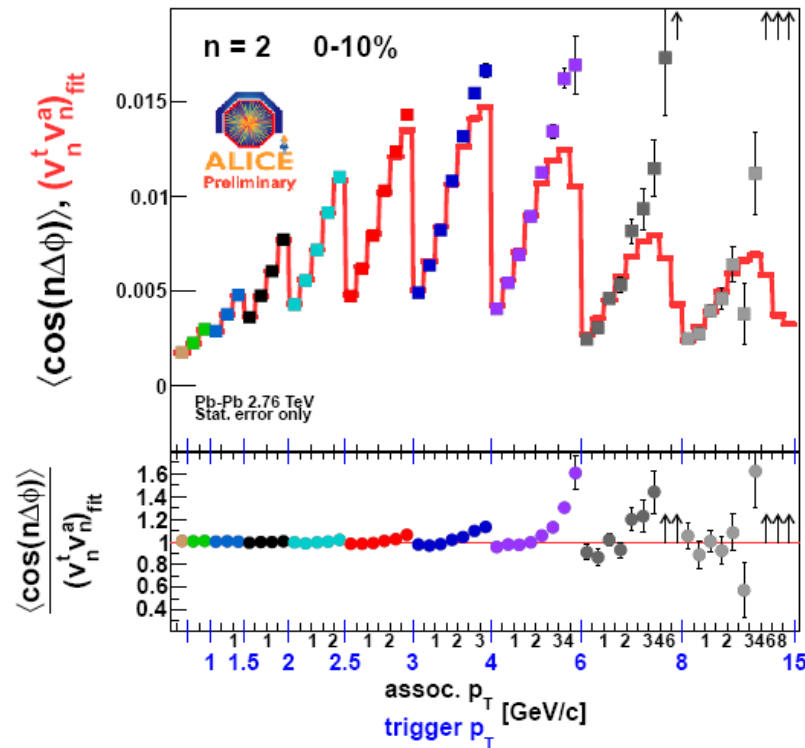 n = 2 0-10%
ALICE
Preliminary
⟨cos(nΔϕ)⟩, (v_n^t v_n^a)_fit
0.015
0.01
0.005
0
Pb-Pb 2.76 TeV
Stat. error only
⟨cos(nΔϕ)⟩
(v_n^t v_n^a)_fit
1.6
1.4
1.2
1
0.8
0.6
0.4
1 1 1 2 1 2 1 2 3 1 2 34 1 2 346 1 2 3468
1 1.5 2 2.5 3 4 6 8 15
assoc. p_T
[GeV/c]
trigger p_T